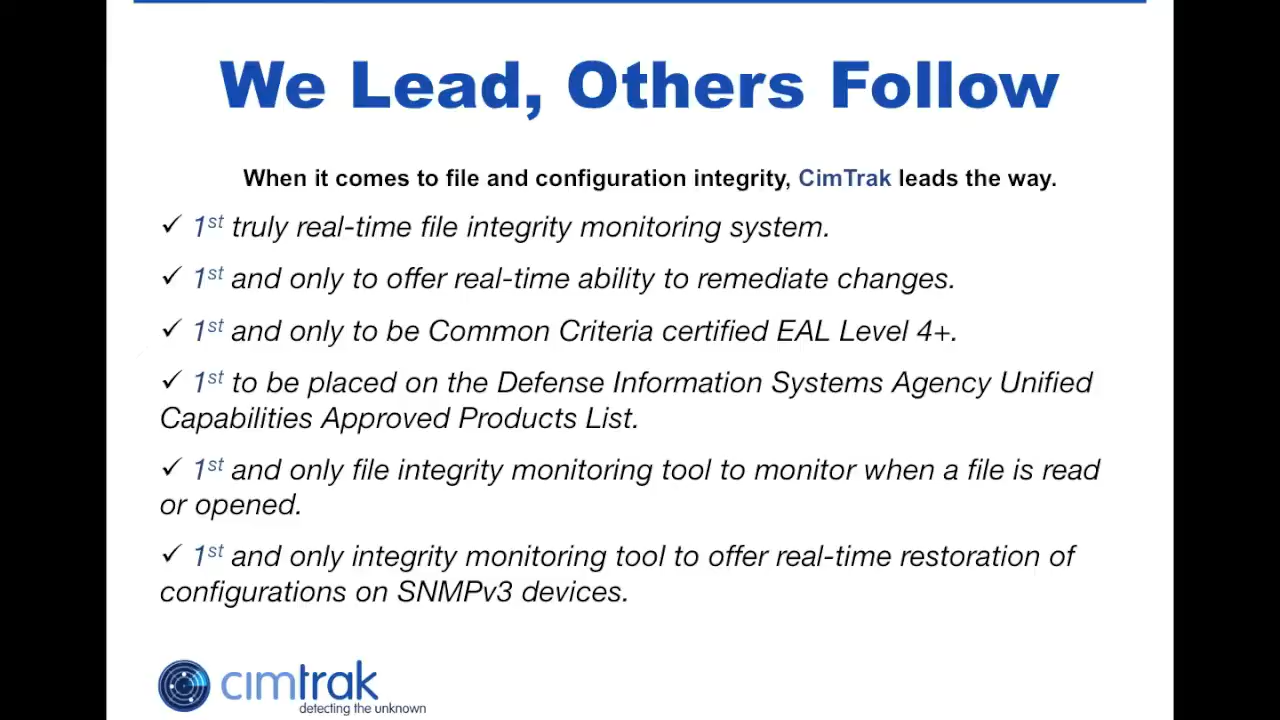 We Lead, Others Follow
When it comes to file and configuration integrity, CimTrak leads the way.
✓ 1st truly real-time file integrity monitoring system.
✓ 1st and only to offer real-time ability to remediate changes.
✓ 1st and only to be Common Criteria certified EAL Level 4+.
✓ 1st to be placed on the Defense Information Systems Agency Unified
Capabilities Approved Products List.
✓ 1st and only file integrity monitoring tool to monitor when a file is read
or opened.
✓ 1st and only integrity monitoring tool to offer real-time restoration of
configurations on SNMPv3 devices.
cimtrak
detecting the unknown